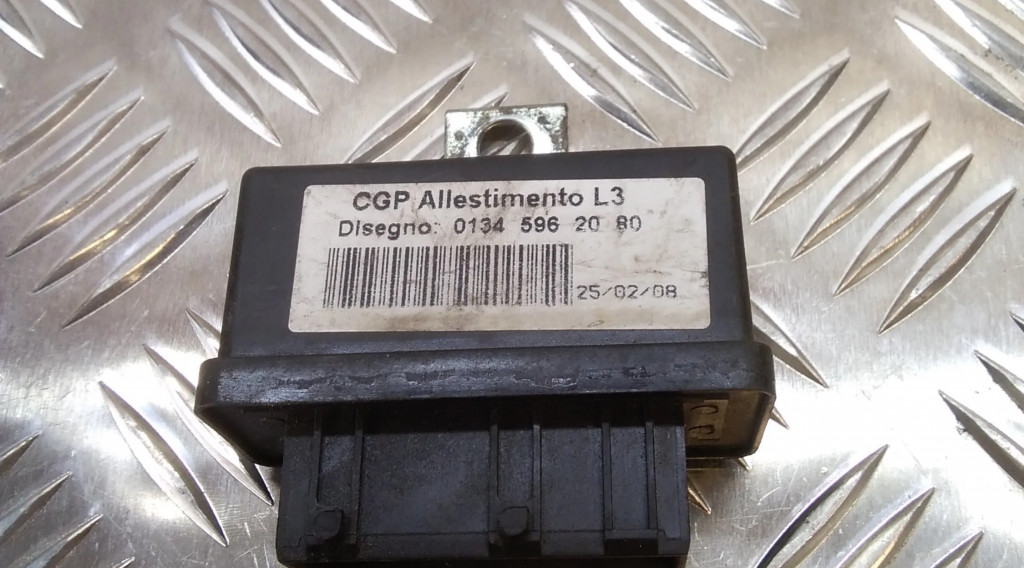 CGP Allestimento L3
Disegno: 0134 596 20 80
25/02/08